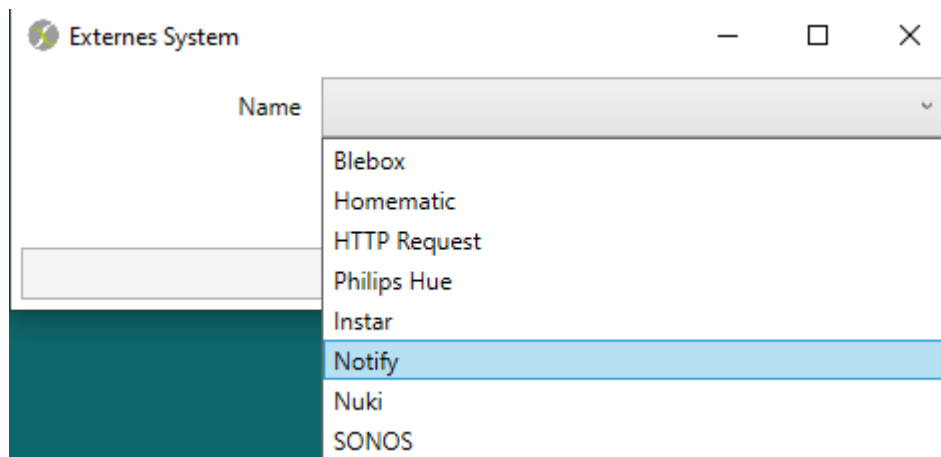 Externes System
Name
Blebox
Homematic
HTTP Request
Philips Hue
Instar
Notify
Nuki
SONOS